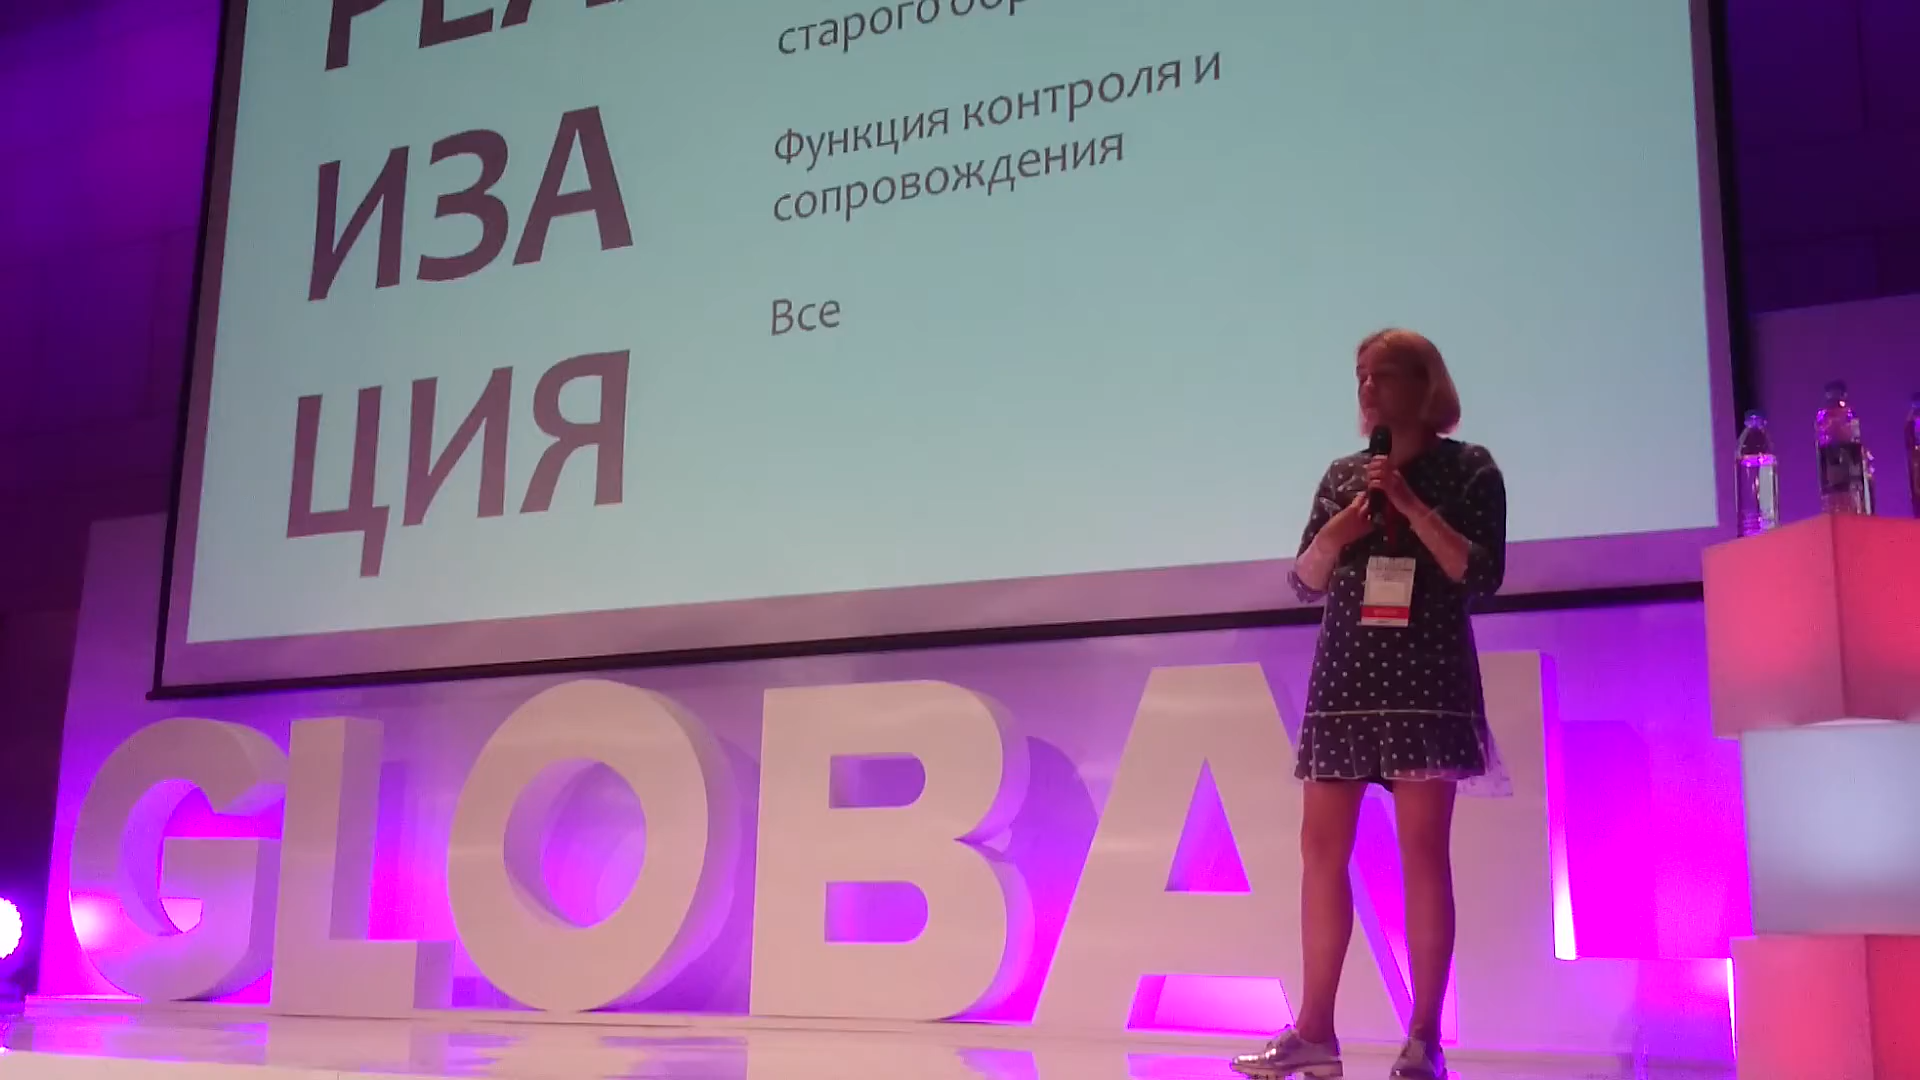 ИЗА
ЦИЯ
старого
Функция контроля и
сопровождения
Все
GLOBAL